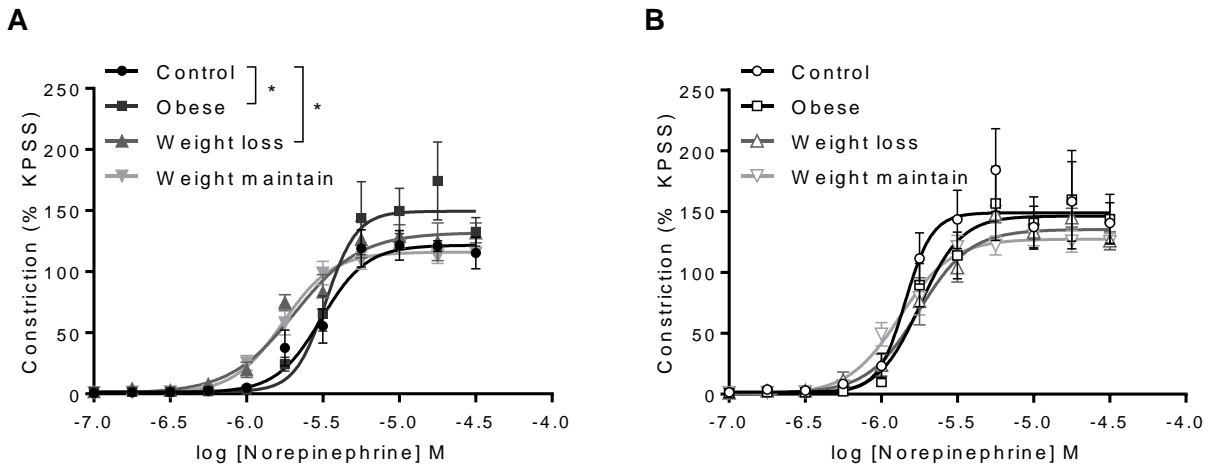 A
Control
Obese
Weight loss
Weight maintain
*
*
Constriction (% KPSS)
250
200
150
100
50
0
-7.0 -6.5 -6.0 -5.5 -5.0 -4.5 -4.0
log [Norepinephrine] M
B
Control
Obese
Weight loss
Weight maintain
Constriction (% KPSS)
250
200
150
100
50
0
-7.0 -6.5 -6.0 -5.5 -5.0 -4.5 -4.0
log [Norepinephrine] M